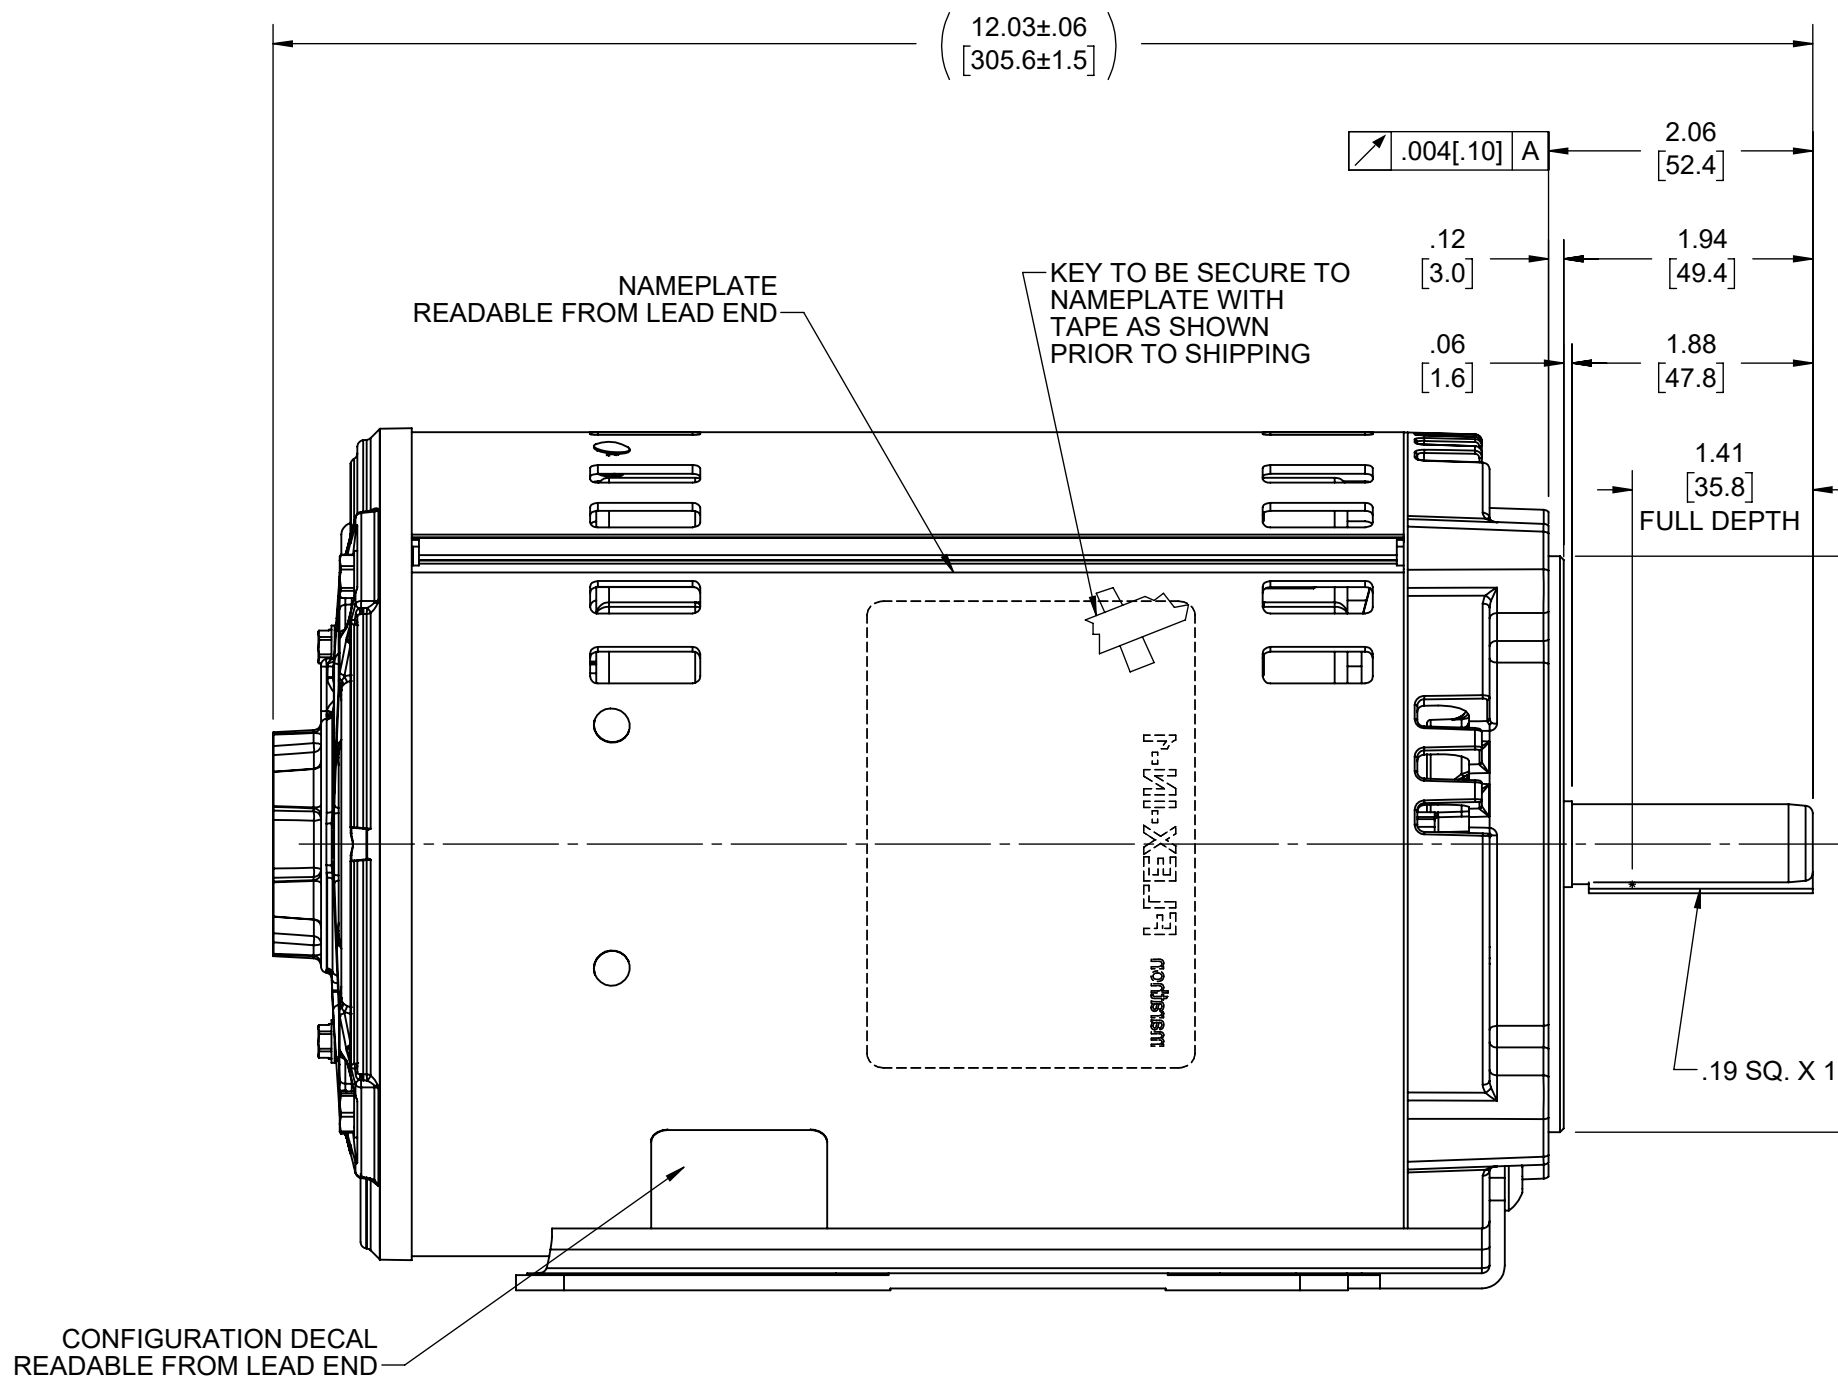 12.03±.06
[305.6±1.5]
.004[.10] A
2.06
[52.4]
.12
[3.0]
1.94
[49.4]
NAMEPLATE
READABLE FROM LEAD END
KEY TO BE SECURE TO
NAMEPLATE WITH
TAPE AS SHOWN
PRIOR TO SHIPPING
.06
[1.6]
1.88
[47.8]
1.41
[35.8]
FULL DEPTH
.19 SQ. X 1
CONFIGURATION DECAL
READABLE FROM LEAD END